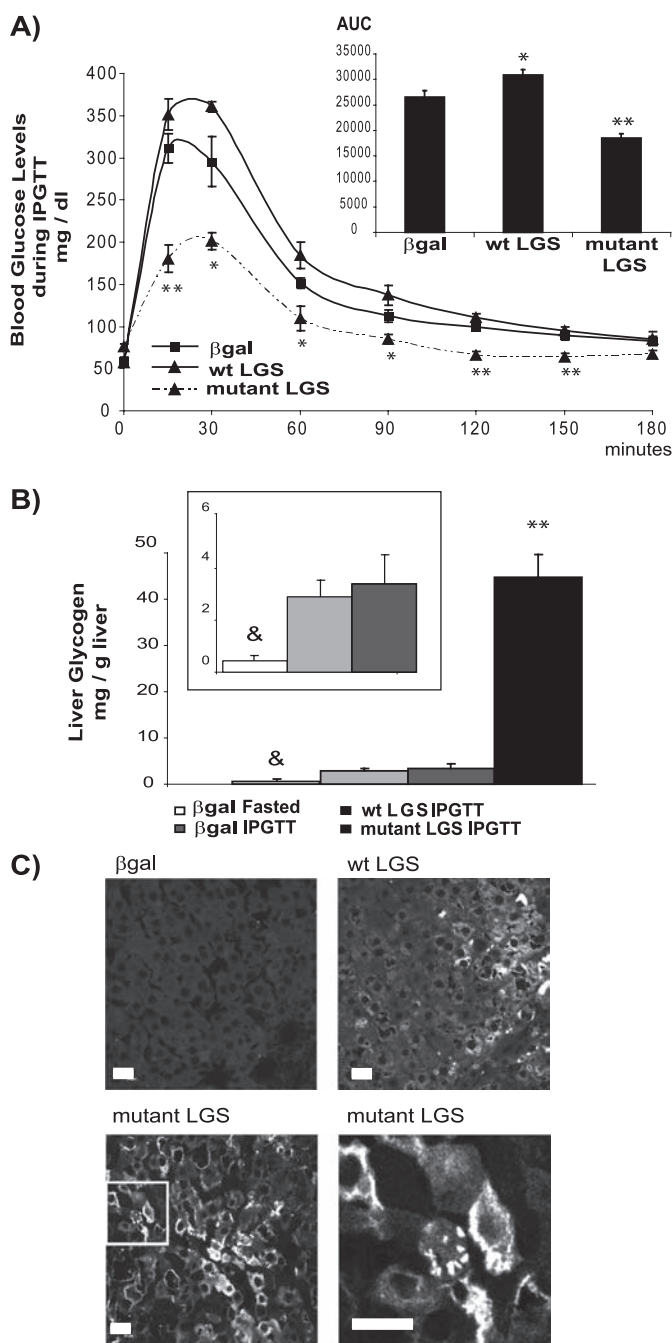 A)
AUC
35000
30000
25000
20000
15000
10000
5000
0
*
**
βgal
wt LGS
mutant
LGS
Blood Glucose Levels
during IPGTT
mg / dl
400
350
300
250
200
150
100
50
0
** * * * ** **
βgal
wt LGS
mutant LGS
0 30 60 90 120 150 180
minutes
B)
Liver Glycogen
mg / g liver
50
40
30
20
10
0
6
4
2
0
&
&
**
βgal Fasted
wt LGS IPGTT
βgal IPGTT
mutant LGS IPGTT
C)
βgal
wt LGS
mutant LGS
mutant LGS